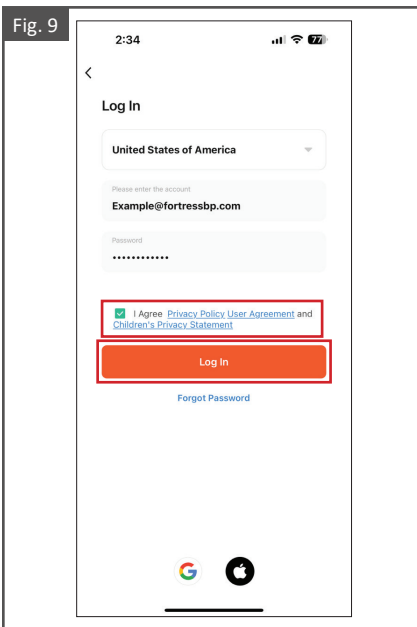 Fig. 9
2:34
77
Log In
United States of America
Please enter the account
Example@fortressbp.com
Password
••••••••••••
I Agree Privacy Policy User Agreement and
Children's Privacy Statement
Log In
Forgot Password
G